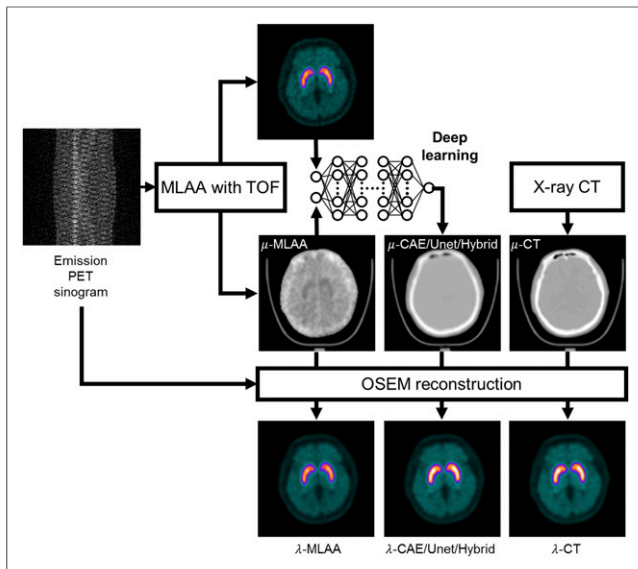 Deep
learning
MLAA with TOF
X-ray CT
Emission
PET
sinogram
μ-MLAA
μ-CAE/Unet/Hybrid
μ-CT
OSEM reconstruction
λ-MLAA
λ-CAE/Unet/Hybrid
λ-CT